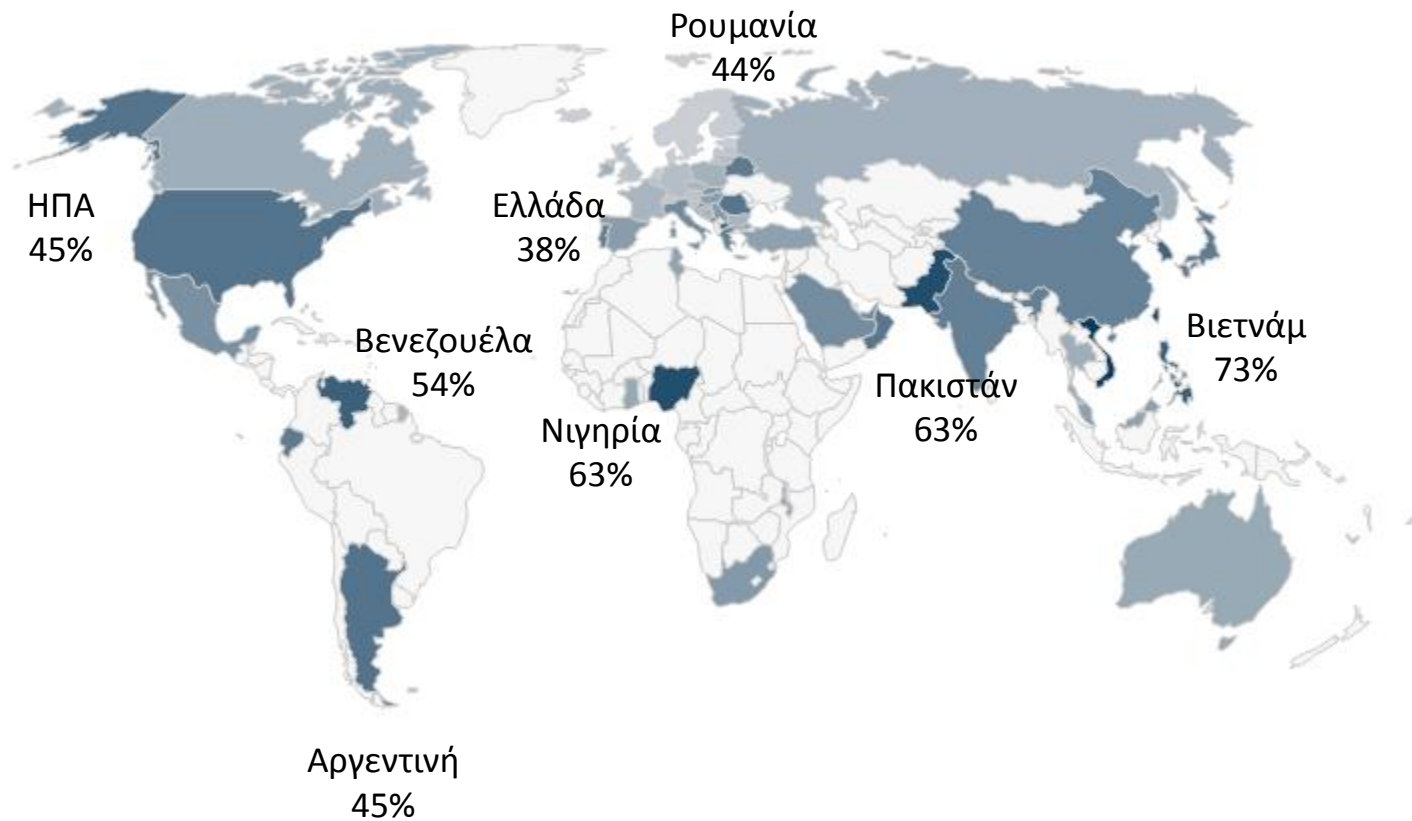 Ρουμανία
44%
ΗΠΑ
45%
Ελλάδα
38%
Βενεζουέλα
54%
Βιετνάμ
73%
Πακιστάν
63%
Νιγηρία
63%
Αργεντινή
45%